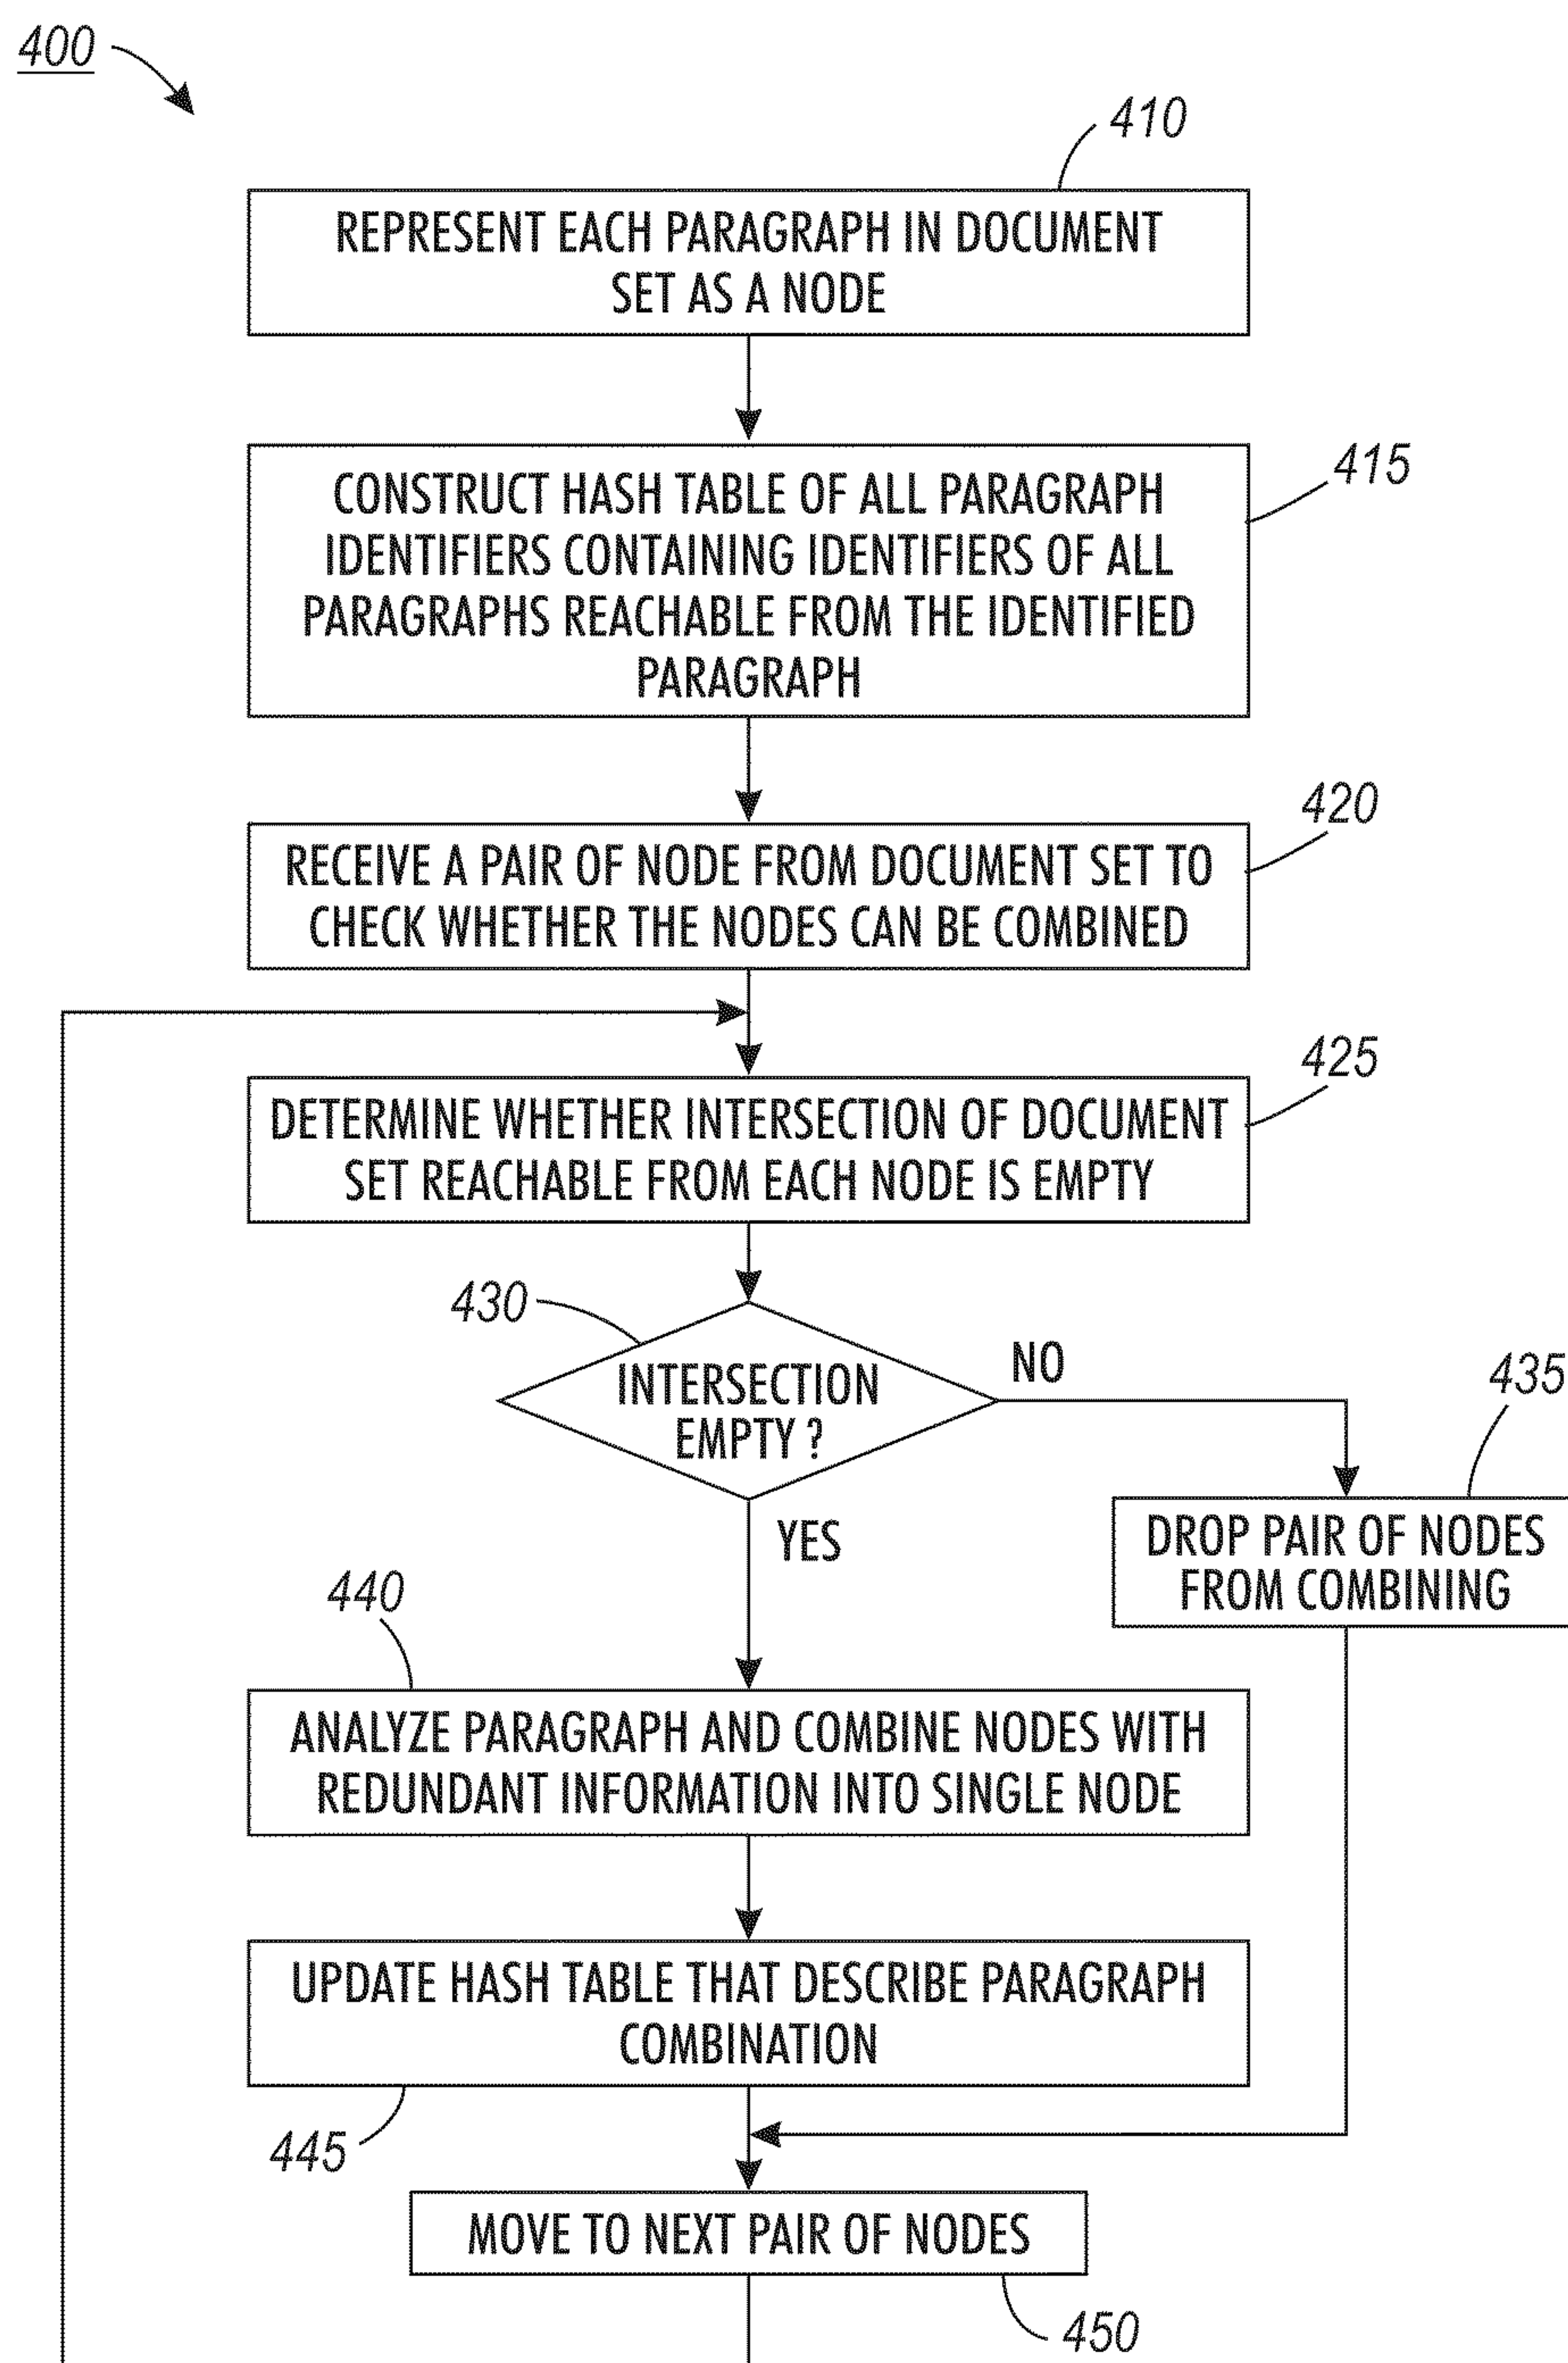 400
410
REPRESENT EACH PARAGRAPH IN DOCUMENT
SET AS A NODE
415
CONSTRUCT HASH TABLE OF ALL PARAGRAPH
IDENTIFIERS CONTAINING IDENTIFIERS OF ALL
PARAGRAPHS REACHABLE FROM THE IDENTIFIED
PARAGRAPH
420
RECEIVE A PAIR OF NODE FROM DOCUMENT SET TO
CHECK WHETHER THE NODES CAN BE COMBINED
425
DETERMINE WHETHER INTERSECTION OF DOCUMENT
SET REACHABLE FROM EACH NODE IS EMPTY
430
INTERSECTION
EMPTY ?
NO
435
YES
DROP PAIR OF NODES
FROM COMBINING
440
ANALYZE PARAGRAPH AND COMBINE NODES WITH
REDUNDANT INFORMATION INTO SINGLE NODE
UPDATE HASH TABLE THAT DESCRIBE PARAGRAPH
COMBINATION
445
MOVE TO NEXT PAIR OF NODES
450